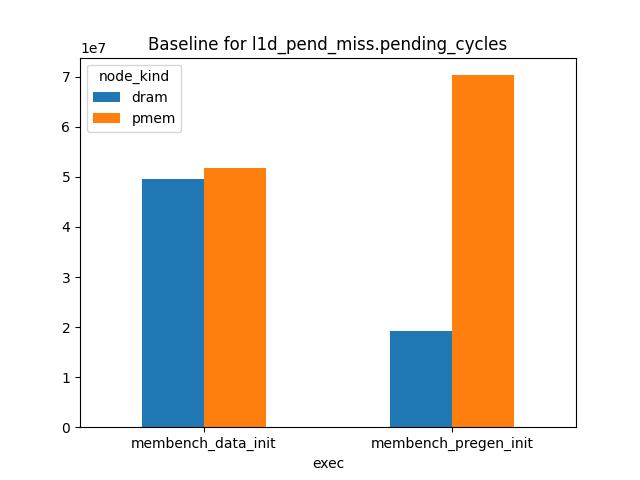 Baseline for l1d_pend_miss.pending_cycles
1e7
node_kind
dram
pmem
7
6
5
4
3
2
1
0
membench_data_init
membench_pregen_init
exec